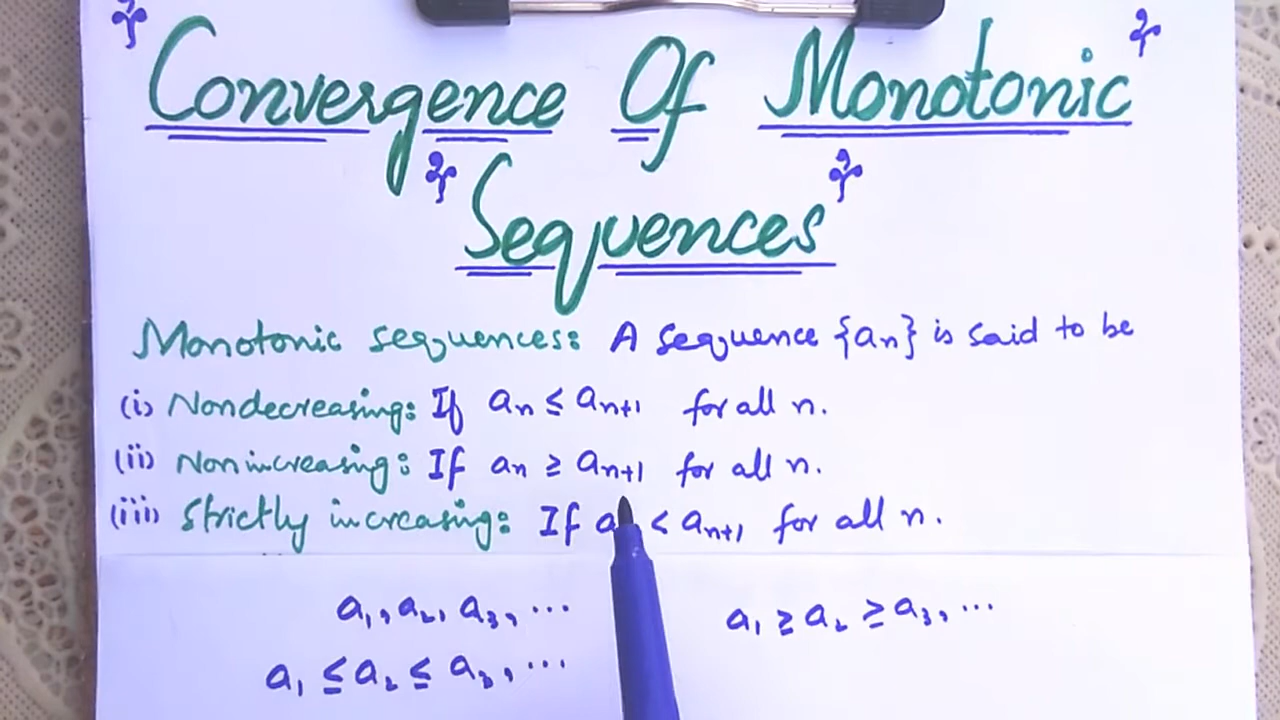 Convergence Of Monotonic
Sequences
Monotonic sequences: A sequence {aₙ} is said to be
(i) Nondecreasing: If aₙ ≤ aₙ₊₁ for all n.
(ii) Nonincreasing: If aₙ ≥ aₙ₊₁ for all n.
(iii) Strictly increasing: If a < aₙ₊₁ for all n.
a₁, a₂, a₃, ...
a₁ ≥ a₂ ≥ a₃, ...
a₁ ≤ a₂ ≤ a₃, ...